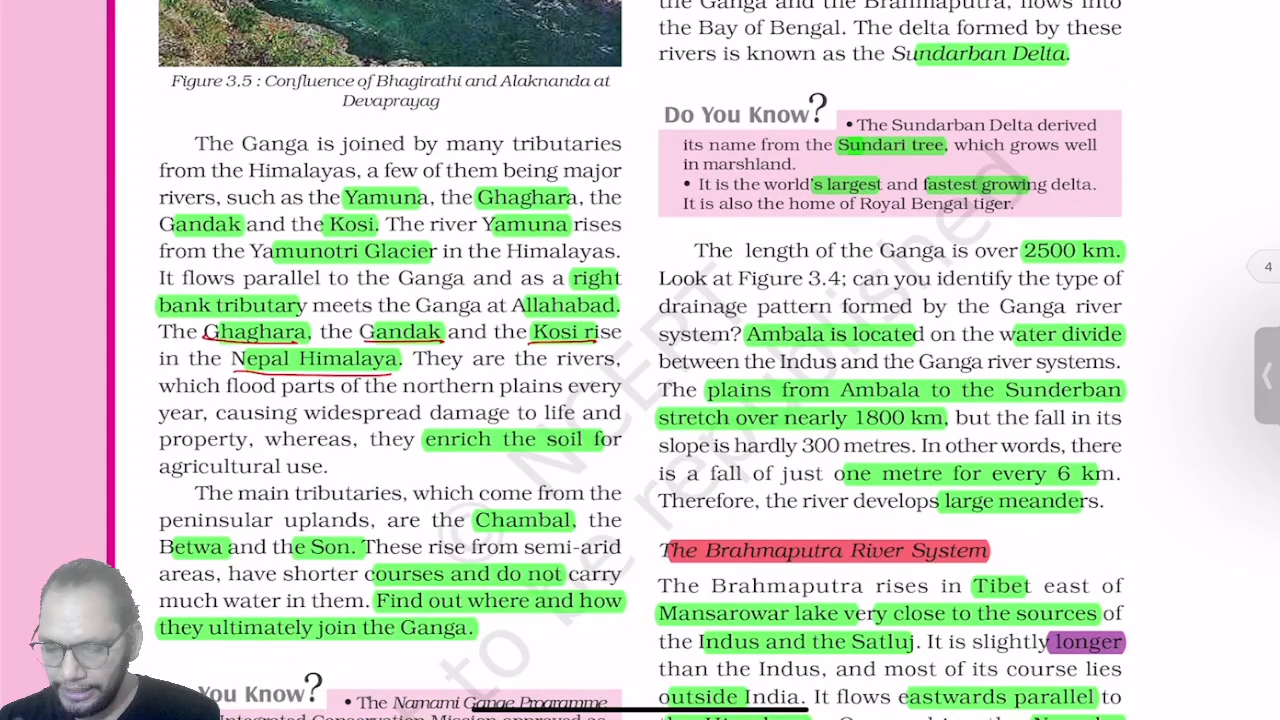 Figure 3.5 : Confluence of Bhagirathi and Alaknanda at
Devaprayag
The Ganga is joined by many tributaries
from the Himalayas, a few of them being major
rivers, such as the Yamuna, the Ghaghara, the
Gandak and the Kosi. The river Yamuna rises
from the Yamunotri Glacier in the Himalayas.
It flows parallel to the Ganga and as a right
bank tributary meets the Ganga at Allahabad.
The Ghaghara, the Gandak and the Kosi rise
in the Nepal Himalaya. They are the rivers,
which flood parts of the northern plains every
year, causing widespread damage to life and
property, whereas, they enrich the soil for
agricultural use.
The main tributaries, which come from the
peninsular uplands, are the Chambal, the
Betwa and the Son. These rise from semi-arid
areas, have shorter courses and do not carry
much water in them. Find out where and how
they ultimately join the Ganga.
You Know?
• The Namami Gange Programme
Integrated Conservation Mission approved as
the Ganga and the Brahmaputra, flows into
the Bay of Bengal. The delta formed by these
rivers is known as the Sundarban Delta.
Do You Know?
• The Sundarban Delta derived
its name from the Sundari tree, which grows well
in marshland.
• It is the world's largest and fastest growing delta.
It is also the home of Royal Bengal tiger.
The length of the Ganga is over 2500 km.
Look at Figure 3.4; can you identify the type of
drainage pattern formed by the Ganga river
system? Ambala is located on the water divide
between the Indus and the Ganga river systems.
The plains from Ambala to the Sunderban
stretch over nearly 1800 km, but the fall in its
slope is hardly 300 metres. In other words, there
is a fall of just one metre for every 6 km.
Therefore, the river develops large meanders.
The Brahmaputra River System
The Brahmaputra rises in Tibet east of
Mansarowar lake very close to the sources of
the Indus and the Satluj. It is slightly longer
than the Indus, and most of its course lies
outside India. It flows eastwards parallel to
© NCERT
to be republished
4